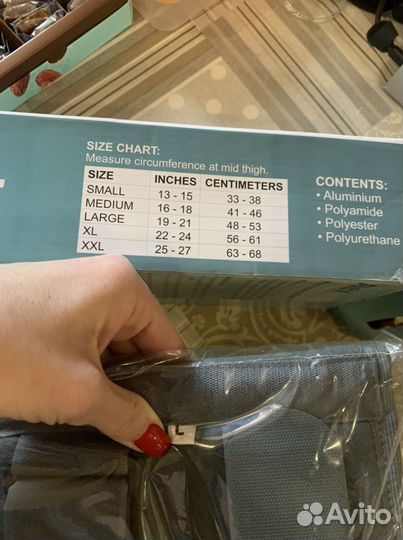 SIZE CHART:
Measure circumference at mid thigh.
SIZE INCHES CENTIMETERS
SMALL 13 - 15 33 - 38
MEDIUM 16 - 18 41 - 46
LARGE 19 - 21 48 - 53
XL 22 - 24 56 - 61
XXL 25 - 27 63 - 68
CONTENTS:
• Aluminium
• Polyamide
• Polyester
• Polyurethane
L
Avito